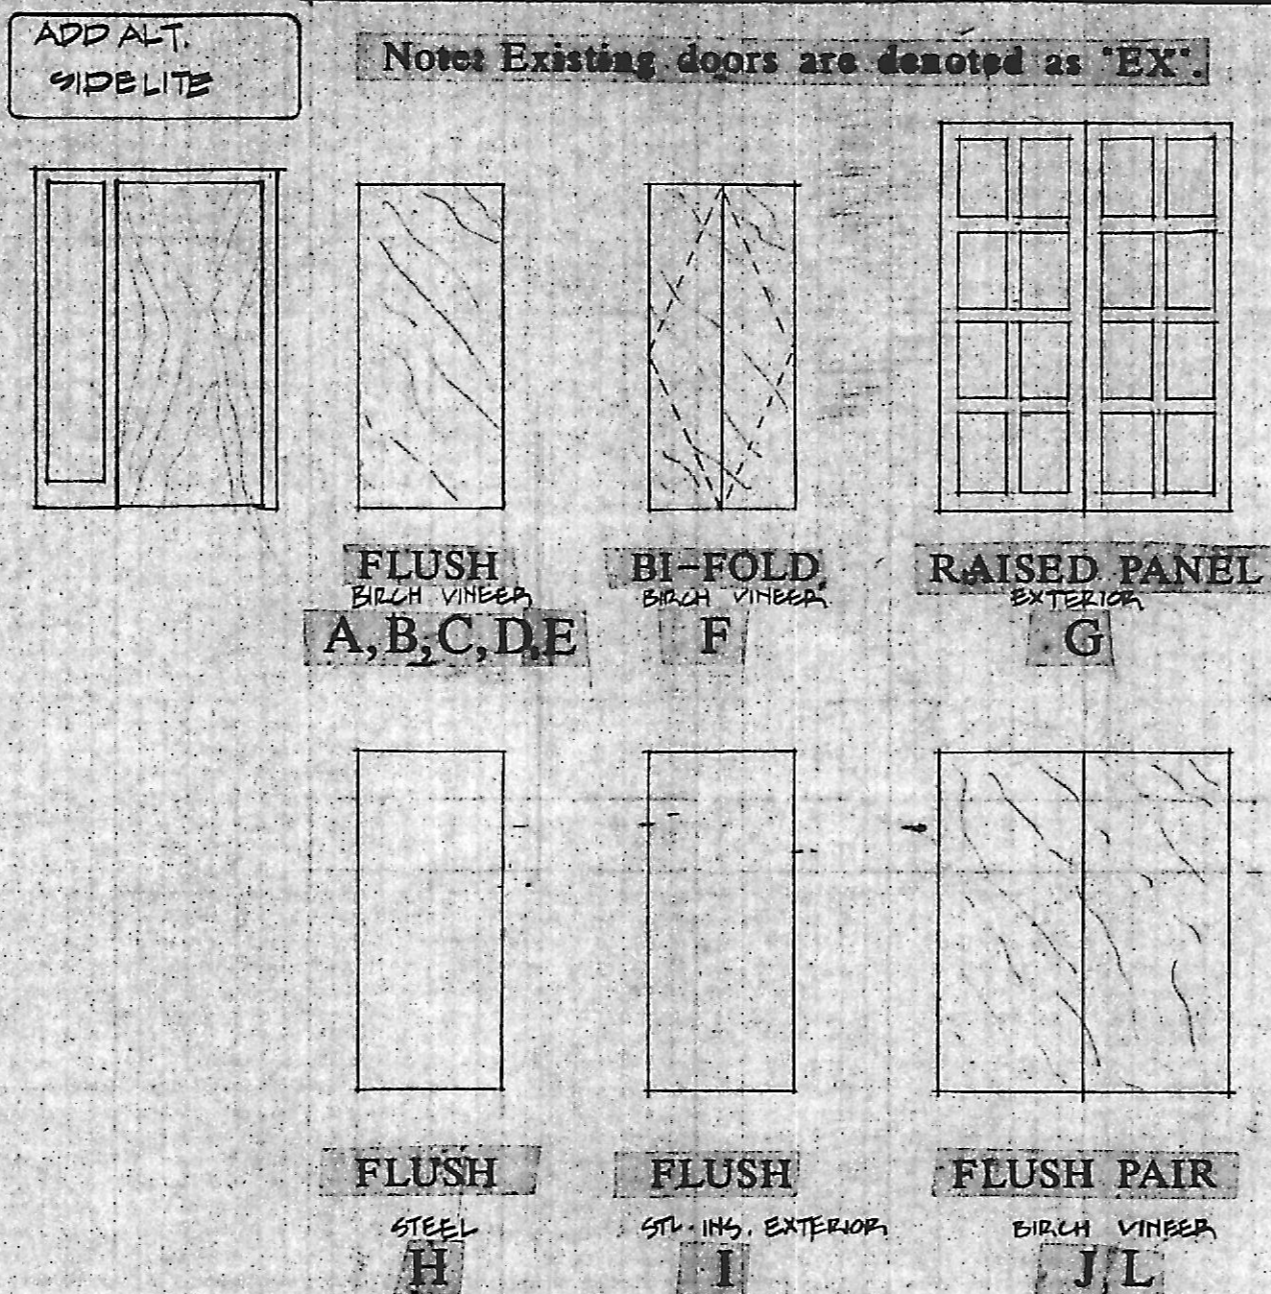 ADD ALT.
SIDELITE
Note: Existing doors are denoted as "EX".
FLUSH
BIRCH VINEER
A, B, C, D, E
BI-FOLD
BIRCH VINEER
F
RAISED PANEL
EXTERIOR
G
FLUSH
STEEL
H
FLUSH
STL. INS. EXTERIOR
I
FLUSH PAIR
BIRCH VINEER
J, L